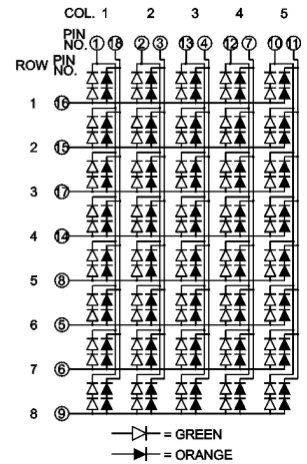 COL. 1 2 3 4 5
PIN NO. 1 18 2 3 13 4 12 7 10 11
ROW PIN NO.
1 16
2 15
3 17
4 14
5 8
6 5
7 6
8 9
= GREEN
= ORANGE